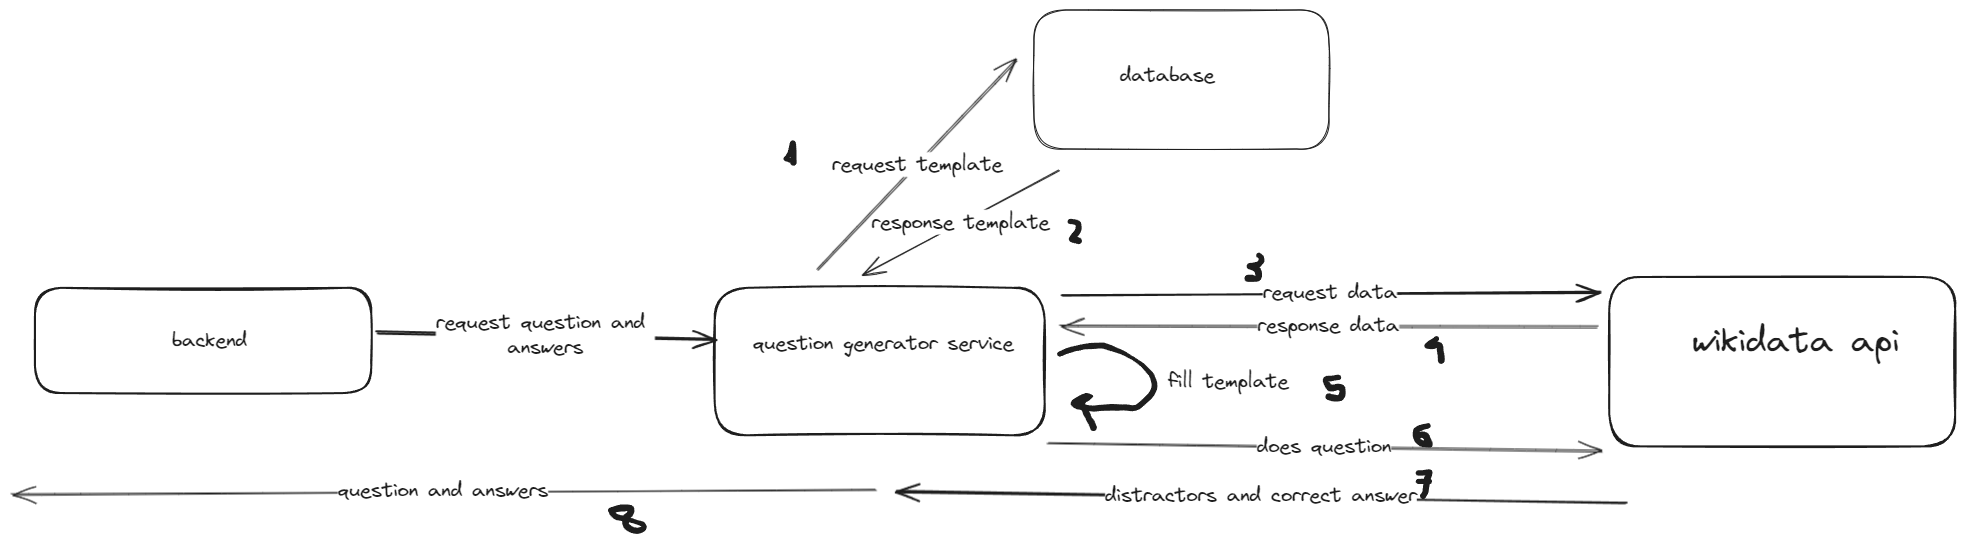 database
1
request template
response template
2
3
request data
response data
4
backend
request question and
answers
question generator service
wikidata api
fill template
5
does question
6
7
distractors and correct answer
question and answers
8